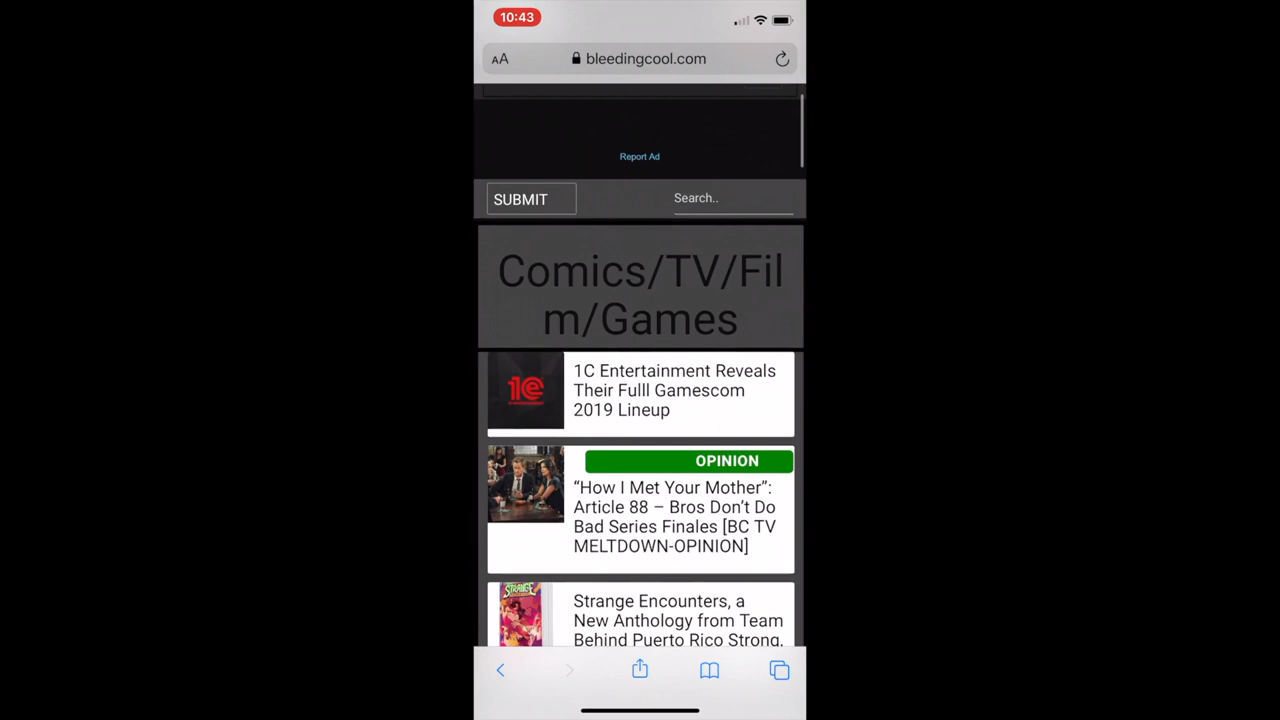 10:43
AA bleedingcool.com
Report Ad
SUBMIT Search..
Comics/TV/Fil
m/Games
1C Entertainment Reveals
Their Fulll Gamescom
2019 Lineup
OPINION
“How I Met Your Mother”:
Article 88 – Bros Don’t Do
Bad Series Finales [BC TV
MELTDOWN-OPINION]
Strange Encounters, a
New Anthology from Team
Behind Puerto Rico Strong,